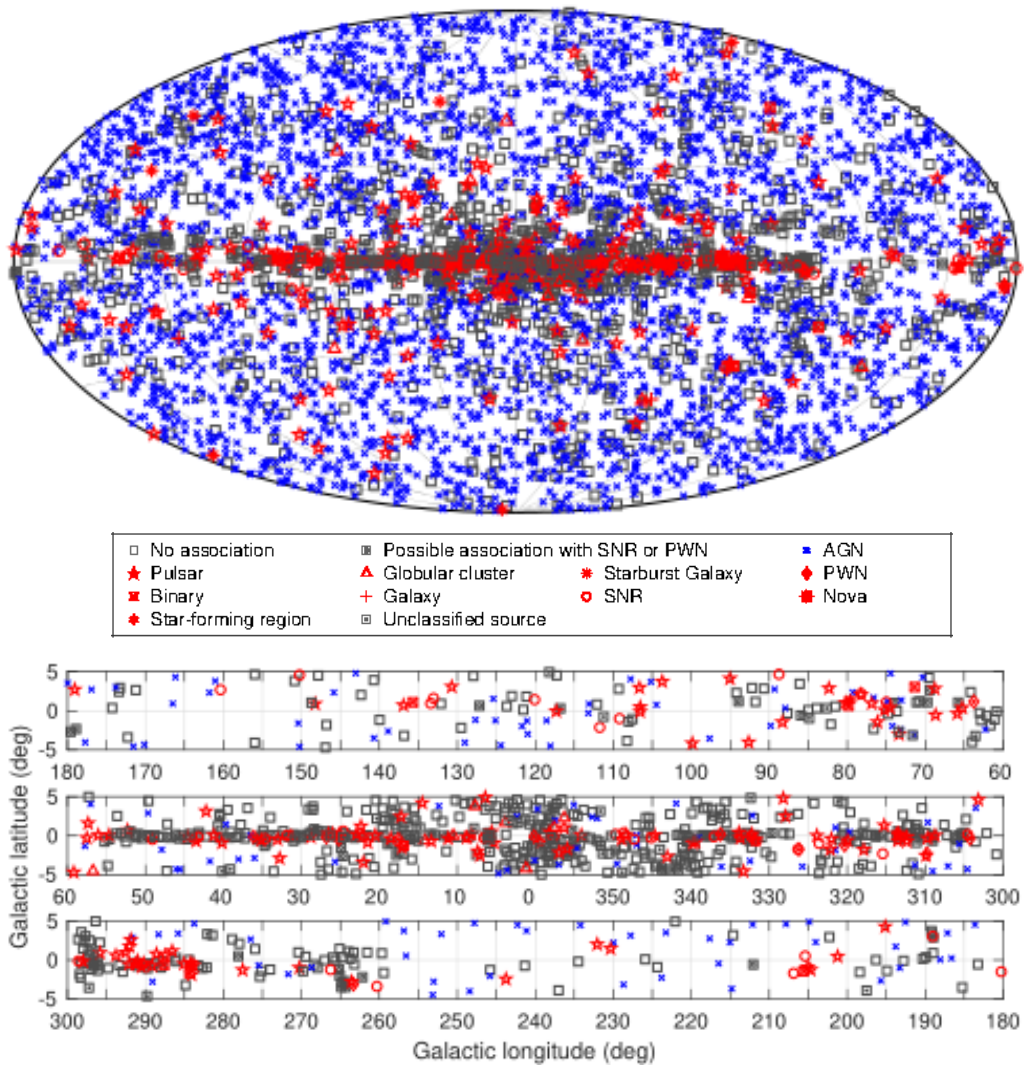 No association Possible association with SNR or PWN AGN
Pulsar Globular cluster Starburst Galaxy PWN
Binary Galaxy SNR Nova
Star-forming region Unclassified source
5
0
-5
180 170 160 150 140 130 120 110 100 90 80 70 60
5
0
-5
60 50 40 30 20 10 0 350 340 330 320 310 300
5
0
-5
300 290 280 270 260 250 240 230 220 210 200 190 180
Galactic latitude (deg)
Galactic longitude (deg)